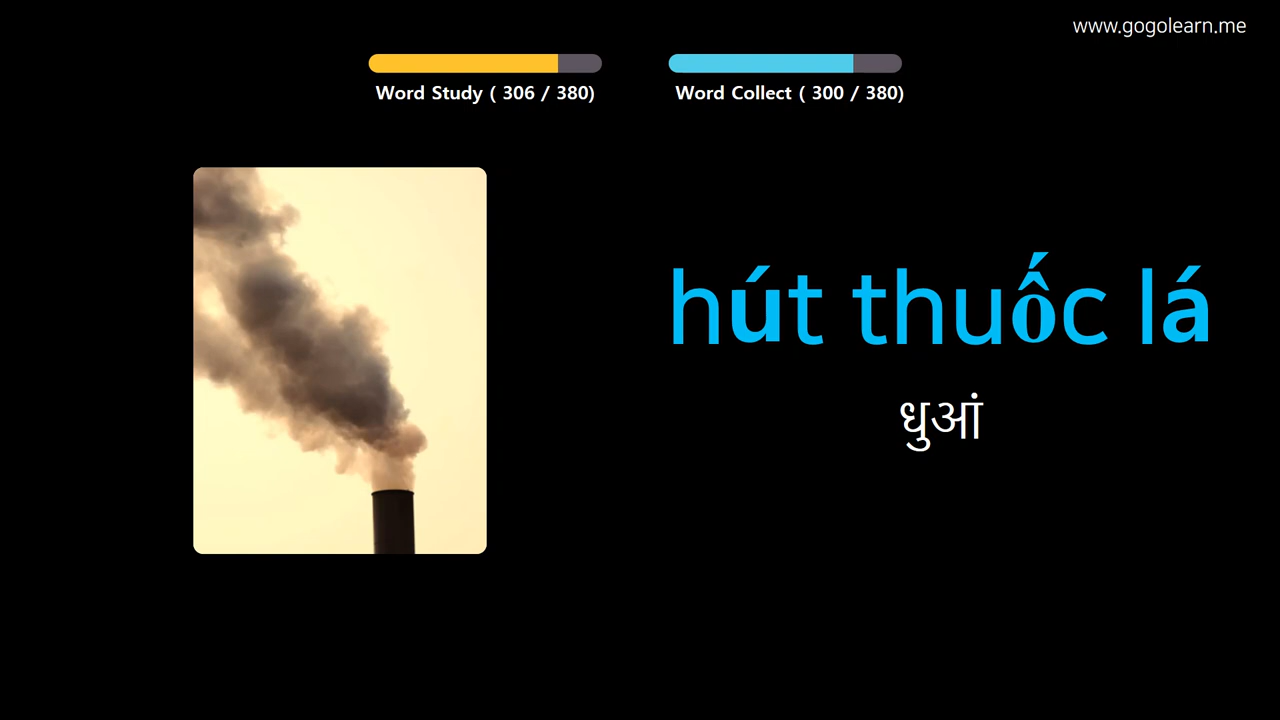 www.gogolearn.me
Word Study ( 306 / 380)
Word Collect ( 300 / 380)
hút thuốc lá
धुआं